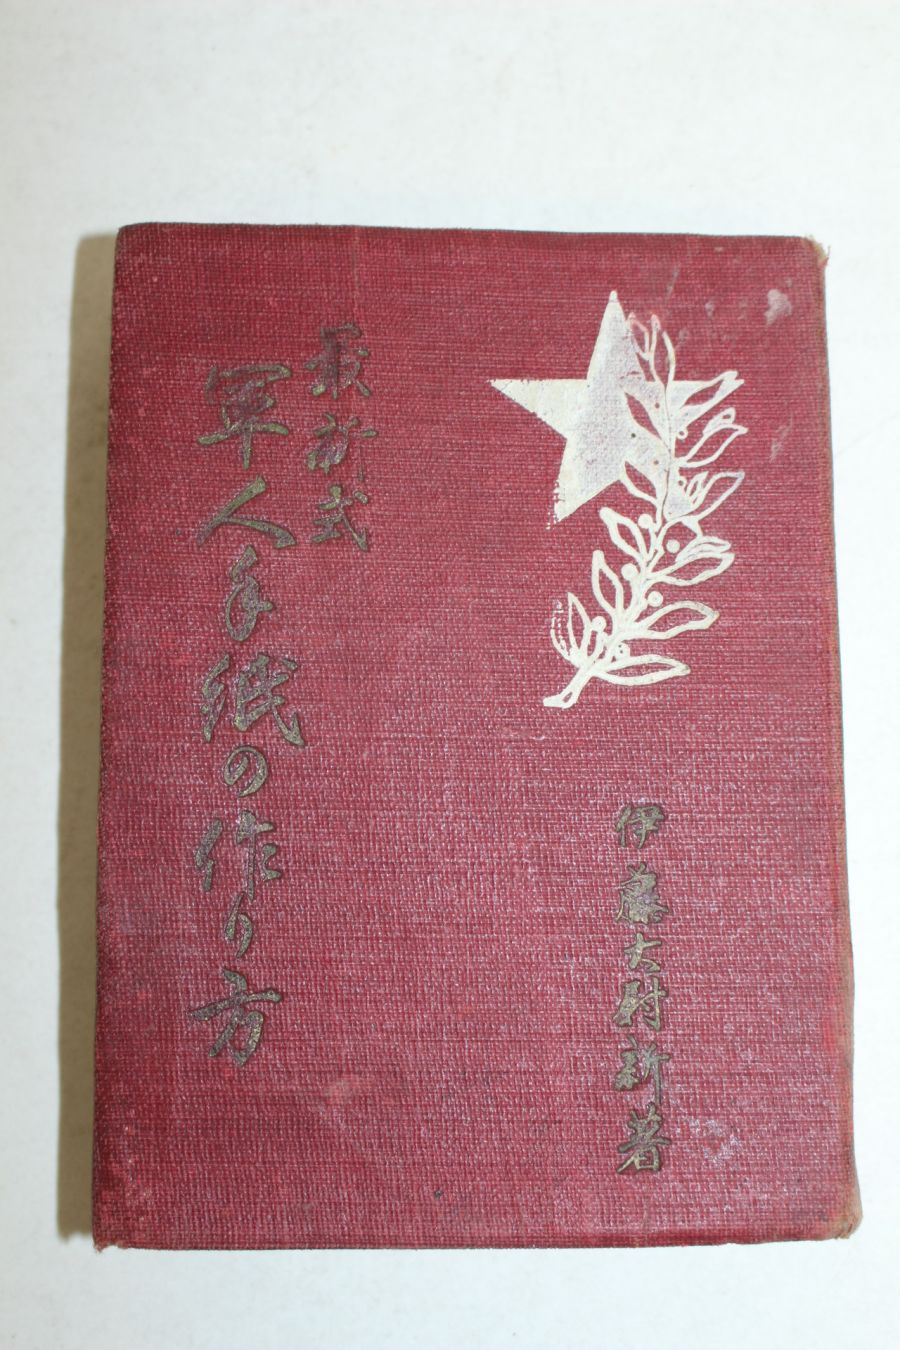 最新式
軍人手紙の作り方
伊藤大尉新著